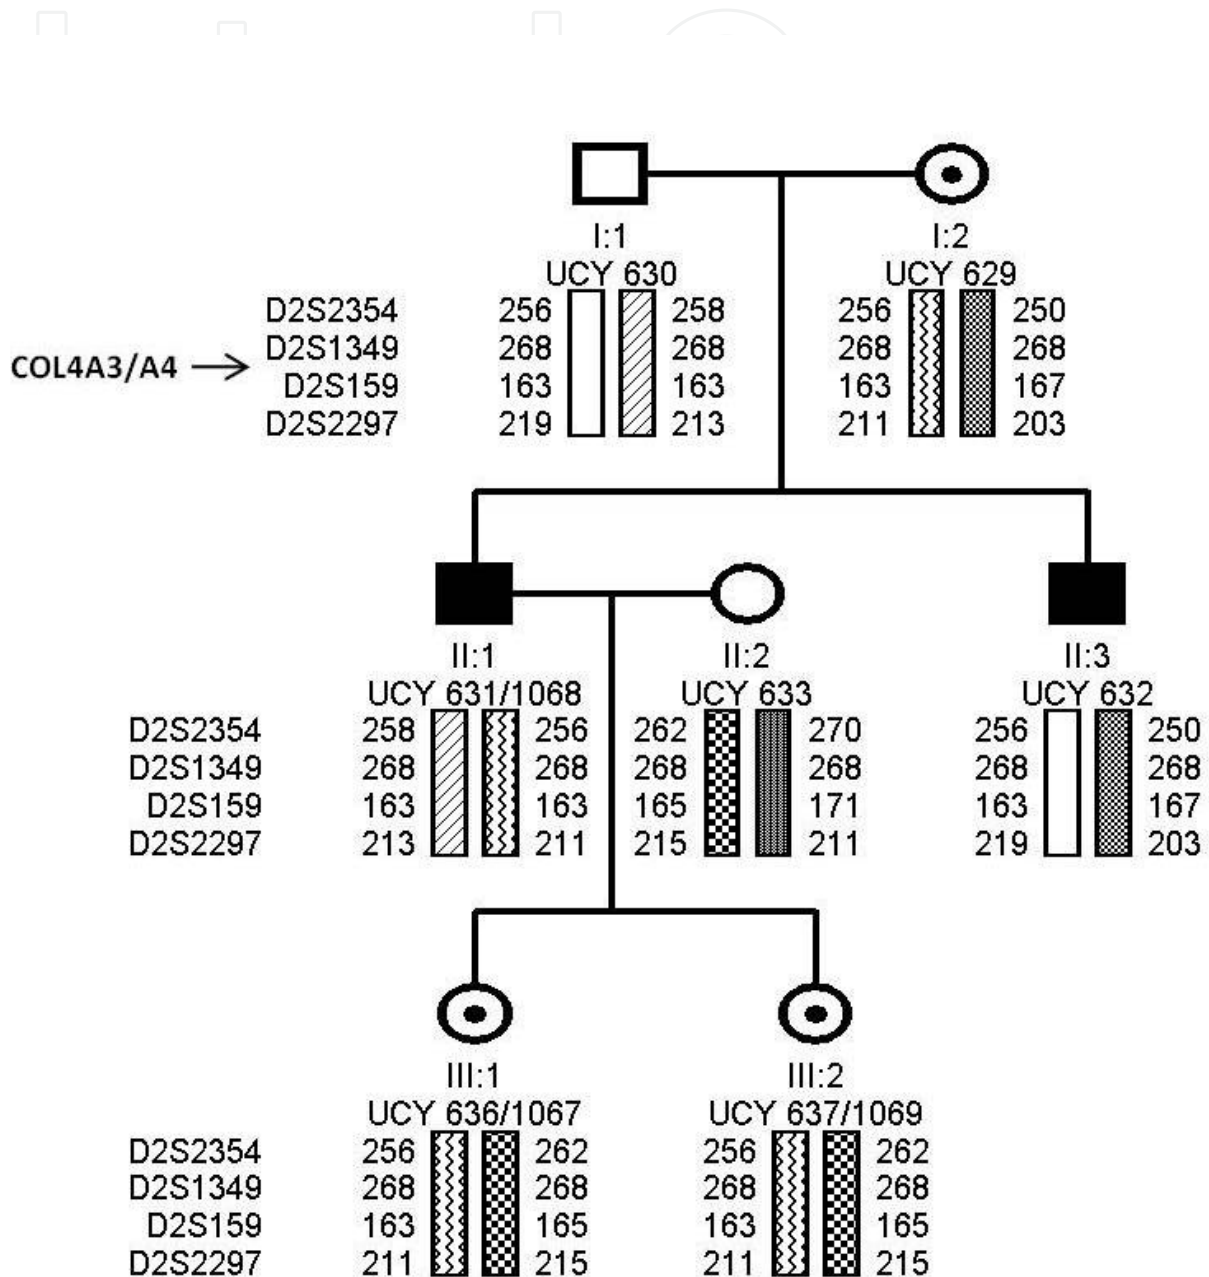 I:1 I:2
UCY 630 UCY 629
D2S2354 256 258 256 250
D2S1349 268 268 268 268
COL4A3/A4
D2S159 163 163 163 167
D2S2297 219 213 211 203
II:1 II:2 II:3
UCY 631/1068 UCY 633 UCY 632
D2S2354 258 256 262 270 256 250
D2S1349 268 268 268 268 268 268
D2S159 163 163 165 171 163 167
D2S2297 213 211 215 211 219 203
III:1 III:2
UCY 636/1067 UCY 637/1069
D2S2354 256 262 256 262
D2S1349 268 268 268 268
D2S159 163 165 163 165
D2S2297 211 215 211 215